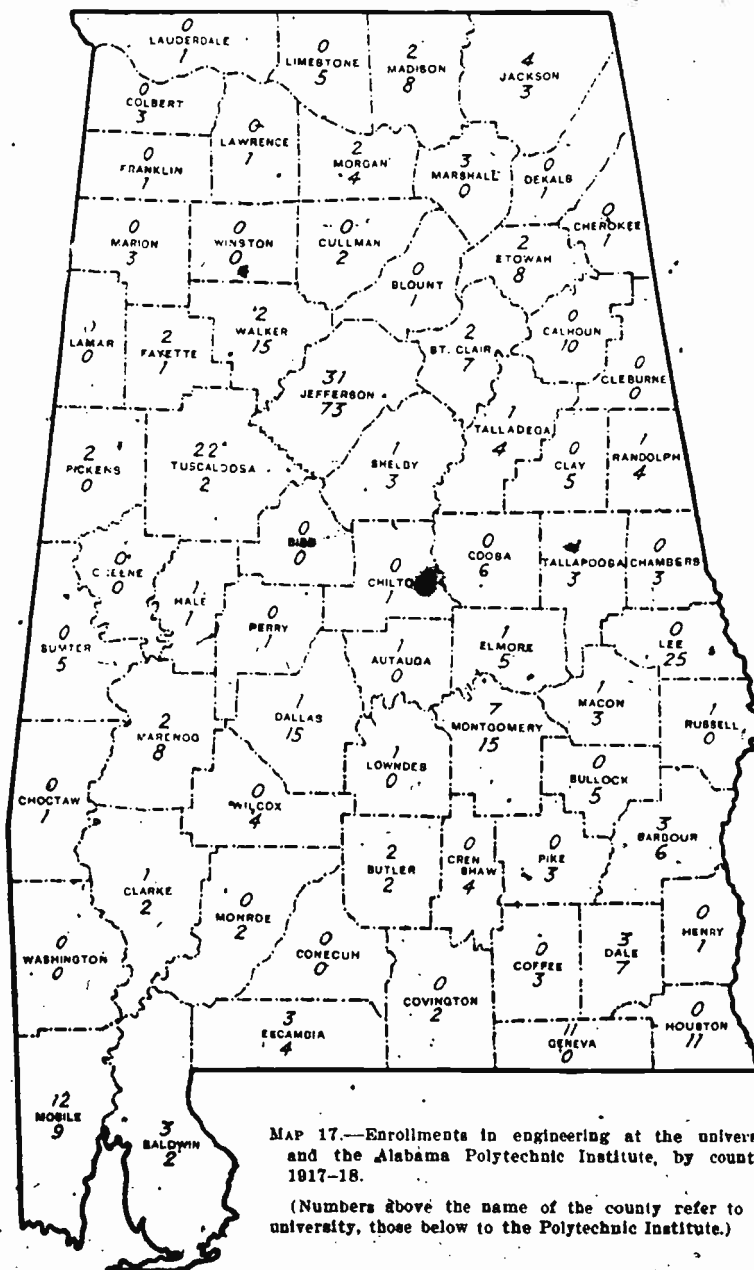 0
LAUDERDALE
1
0
LIMESTONE
5
2
MADISON
8
4
JACKSON
3
0
COLBERT
3
0
LAWRENCE
1
0
FRANKLIN
1
2
MORGAN
4
3
MARSHALL
0
0
DEKALB
1
0
CHEROKEE
1
0
MARION
3
0
WINSTON
0
0
CULLMAN
2
0
BLOUNT
1
2
ETOWAH
8
LAMAR
0
2
FAYETTE
1
2
WALKER
15
31
JEFFERSON
73
2
ST. CLAIR
7
0
CALHOUN
10
0
CLEBURNE
0
2
PICKENS
0
22
TUSCALOOSA
2
1
SHELBY
3
1
TALLADEGA
4
0
CLAY
5
1
RANDOLPH
4
0
GREENE
0
1
HALE
1
0
BIBB
0
0
CHILTO
1
0
COOSA
6
TALLAPOOSA
3
0
CHAMBERS
3
0
SUMTER
5
0
PERRY
1
1
AUTAUGA
0
1
ELMORE
5
0
LEE
25
2
MARENGO
8
1
DALLAS
15
1
LOWNDES
0
7
MONTGOMERY
15
1
MACON
3
1
RUSSELL
0
0
BULLOCK
5
0
CHOCTAW
1
0
WILCOX
4
1
CLARKE
2
0
MONROE
2
2
BUTLER
2
0
CREN
SHAW
4
0
PIKE
3
3
BARBOUR
6
0
WASHINGTON
0
0
CONECUH
0
0
COVINGTON
2
0
COFFEE
3
3
DALE
7
0
HENRY
1
3
ESCAMBIA
4
11
GENEVA
0
0
HOUSTON
11
12
MOBILE
9
3
BALDWIN
2
MAP 17.—Enrollments in engineering at the univers
and the Alabama Polytechnic Institute, by count
1917–18.
(Numbers above the name of the county refer to
university, those below to the Polytechnic Institute.)